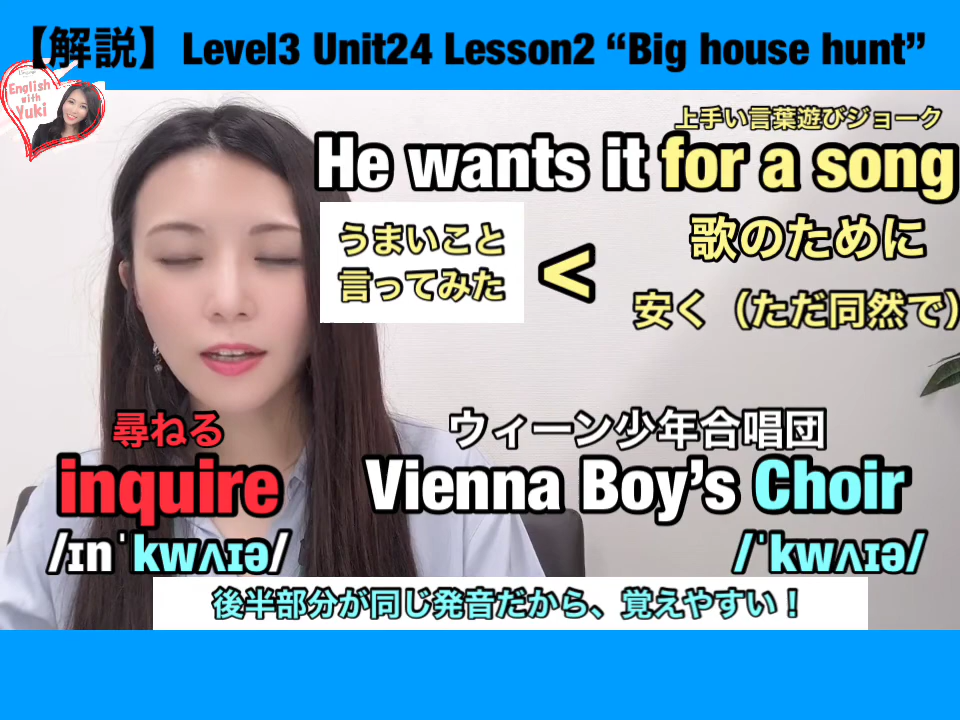 【解説】Level3 Unit24 Lesson2 “Big house hunt”
English
with
Yuki
上手い言葉遊びジョーク
He wants it for a song
うまいこと
言ってみた
<
歌のために
安く（ただ同然で）
尋ねる
inquire
/ɪnˈkwʌɪə/
ウィーン少年合唱団
Vienna Boy’s Choir
/ˈkwʌɪə/
後半部分が同じ発音だから、覚えやすい！